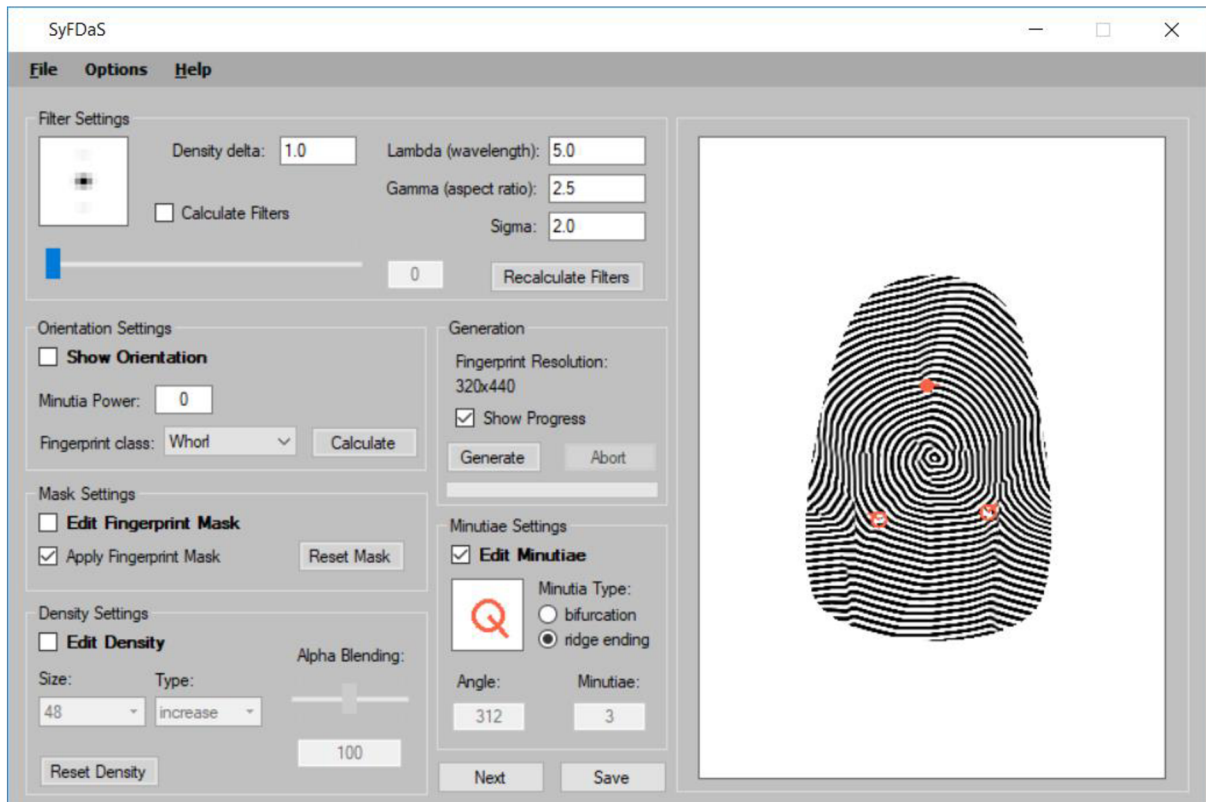 SyFDaS
File Options Help
Filter Settings
Density delta: 1.0
Lambda (wavelength): 5.0
Gamma (aspect ratio): 2.5
Calculate Filters
Sigma: 2.0
0
Recalculate Filters
Orientation Settings
Show Orientation
Minutia Power: 0
Fingerprint class: Whorl
Calculate
Generation
Fingerprint Resolution:
320x440
Show Progress
Generate Abort
Mask Settings
Edit Fingerprint Mask
Apply Fingerprint Mask
Reset Mask
Minutiae Settings
Edit Minutiae
Minutia Type:
bifurcation
ridge ending
Angle: Minutiae:
312 3
Density Settings
Edit Density
Alpha Blending:
Size: Type:
48 increase
100
Reset Density
Next Save